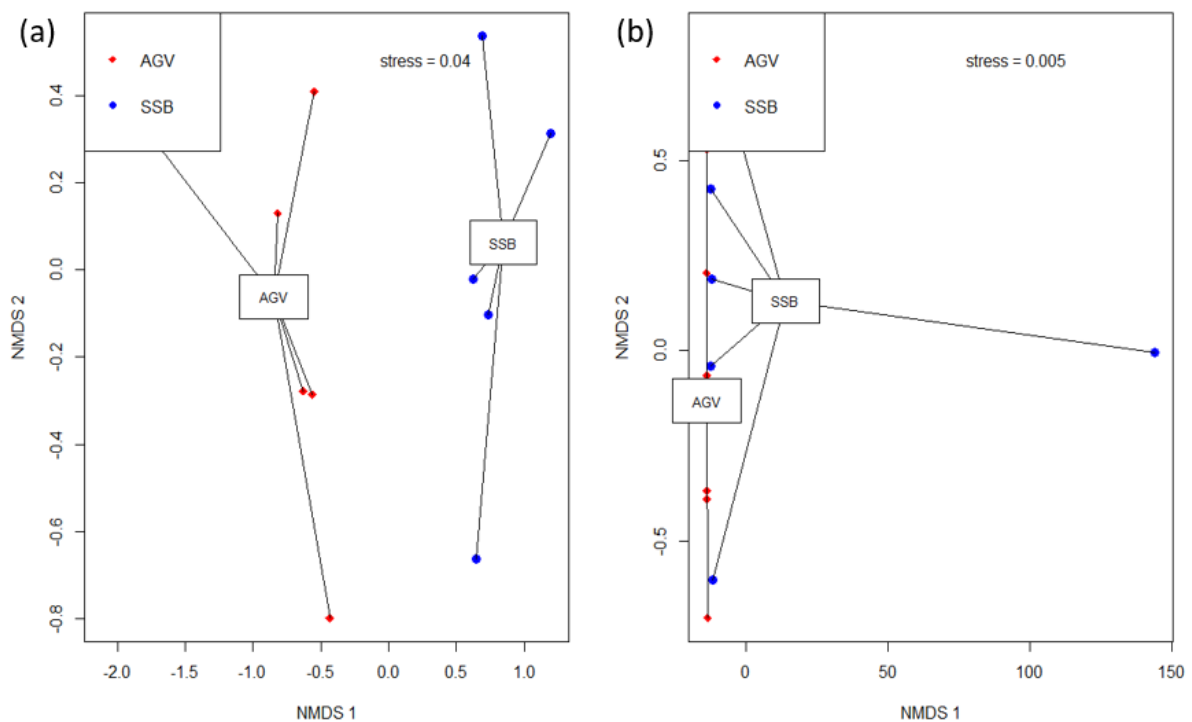 (a)
AGV
SSB
stress = 0.04
AGV
SSB
NMDS 2
0.4
0.2
0.0
-0.2
-0.4
-0.6
-0.8
-2.0 -1.5 -1.0 -0.5 0.0 0.5 1.0
NMDS 1
(b)
AGV
SSB
stress = 0.005
SSB
AGV
NMDS 2
0.5
0.0
-0.5
0 50 100 150
NMDS 1